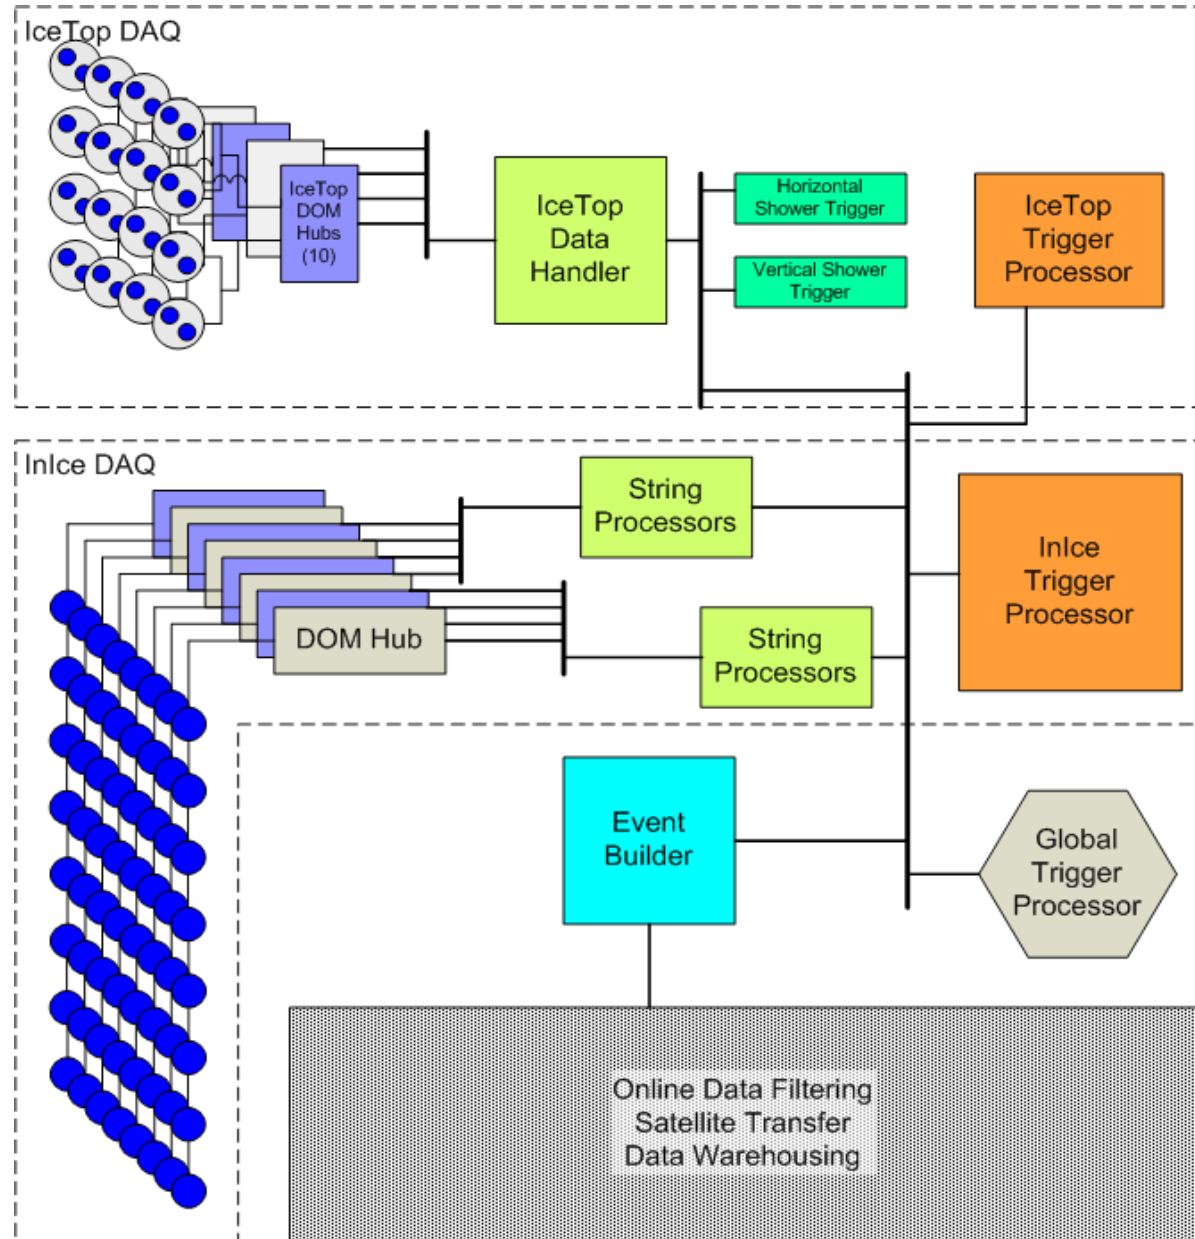 IceTop DAQ
IceTop
DOM
Hubs
(10)
IceTop
Data
Handler
Horizontal
Shower Trigger
Vertical Shower
Trigger
IceTop
Trigger
Processor
InIce DAQ
String
Processors
InIce
Trigger
Processor
DOM Hub
String
Processors
Event
Builder
Global
Trigger
Processor
Online Data Filtering
Satellite Transfer
Data Warehousing